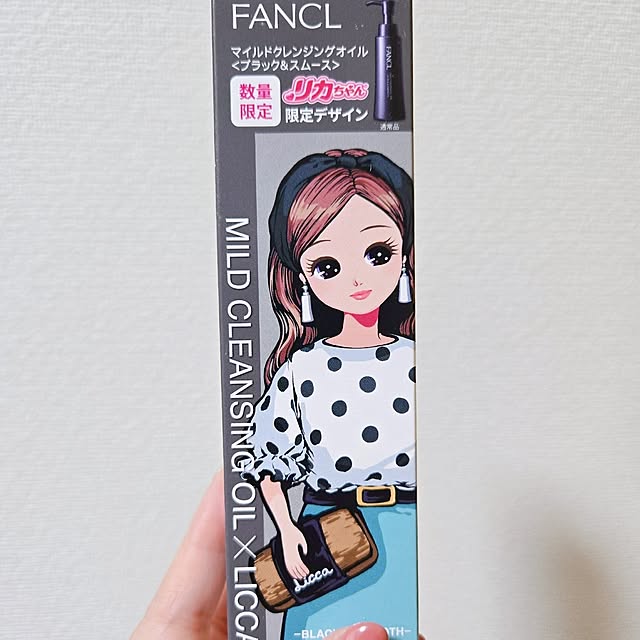 FANCL
マイルドクレンジングオイル
<ブラック&スムース>
数量
限定
リカちゃん
限定デザイン
FANCL
通常品
MILD CLEANSING OIL × LICCA
Licca